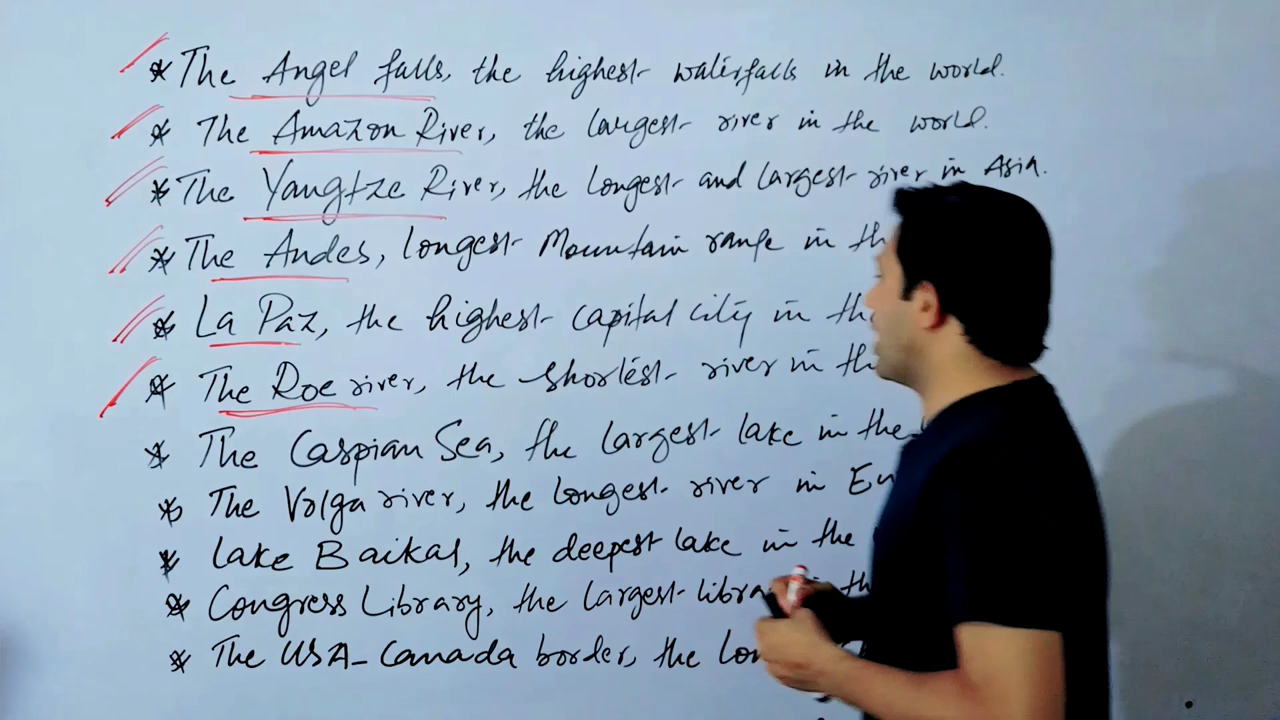 * The Angel falls, the highest waterfalls in the world.
* The Amazon River, the largest river in the world.
* The Yangtze River, the longest and largest river in Asia.
* The Andes, longest Mountain range in th
* La Paz, the highest capital city in th
* The Roe river, the shortest river in th
* The Caspian Sea, the largest lake in the
* The Volga river, the longest river in Eu
* Lake Baikal, the deepest lake in the
* Congress Library, the largest libra th
* The USA-Canada border, the lon